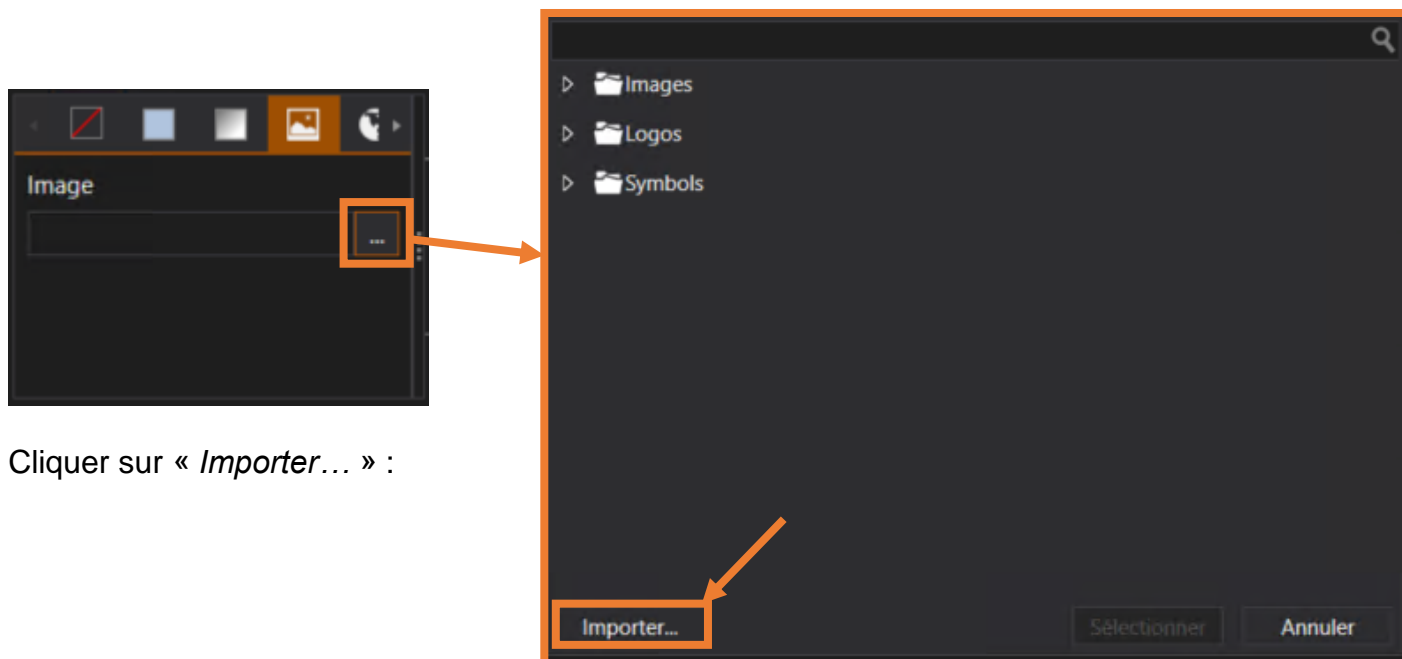 Image
...
Cliquer sur « Importer… » :
Images
Logos
Symbols
Importer...
Sélectionner
Annuler